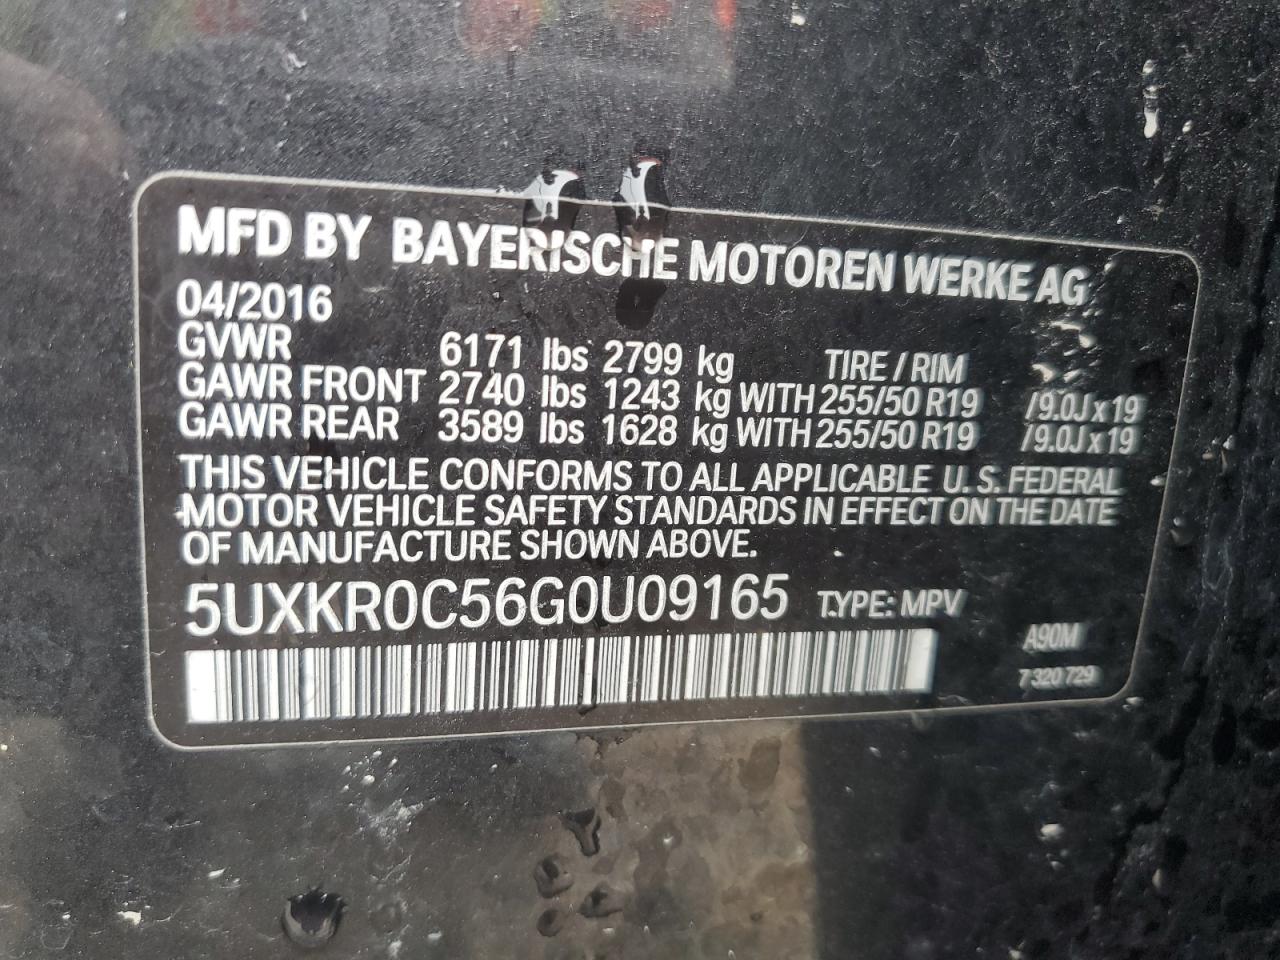 MFD BY BAYERISCHE MOTOREN WERKE AG
04/2016
GVWR 6171 lbs 2799 kg TIRE / RIM
GAWR FRONT 2740 lbs 1243 kg WITH 255/50 R19 /9.0J x 19
GAWR REAR 3589 lbs 1628 kg WITH 255/50 R19 /9.0J x 19
THIS VEHICLE CONFORMS TO ALL APPLICABLE U.S. FEDERAL
MOTOR VEHICLE SAFETY STANDARDS IN EFFECT ON THE DATE
OF MANUFACTURE SHOWN ABOVE.
5UXKR0C56G0U09165 TYPE: MPV
A90M
7 320 729